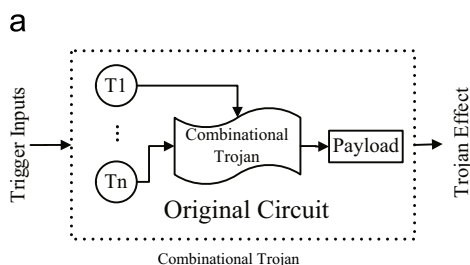 a
Trigger Inputs
T1
⋮
Tn
Combinational
Trojan
Payload
Original Circuit
Trojan Effect
Combinational Trojan